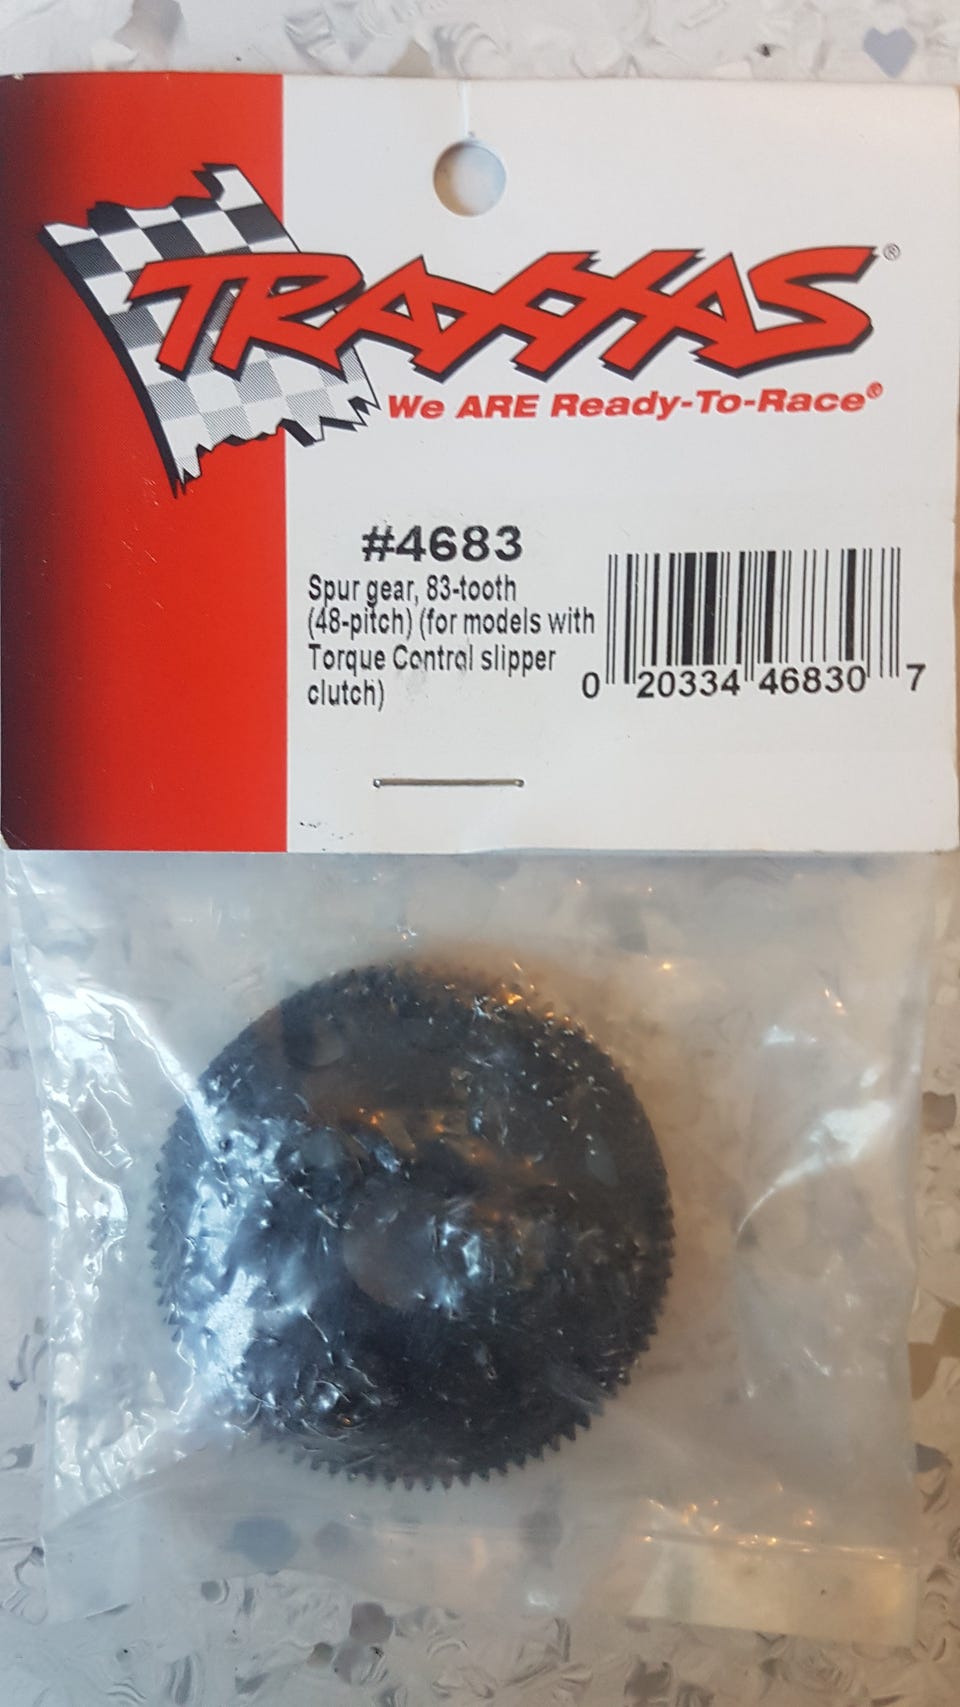 TRAXXAS®
We ARE Ready-To-Race®
#4683
Spur gear, 83-tooth
(48-pitch) (for models with
Torque Control slipper
clutch)
0 20334 46830 7